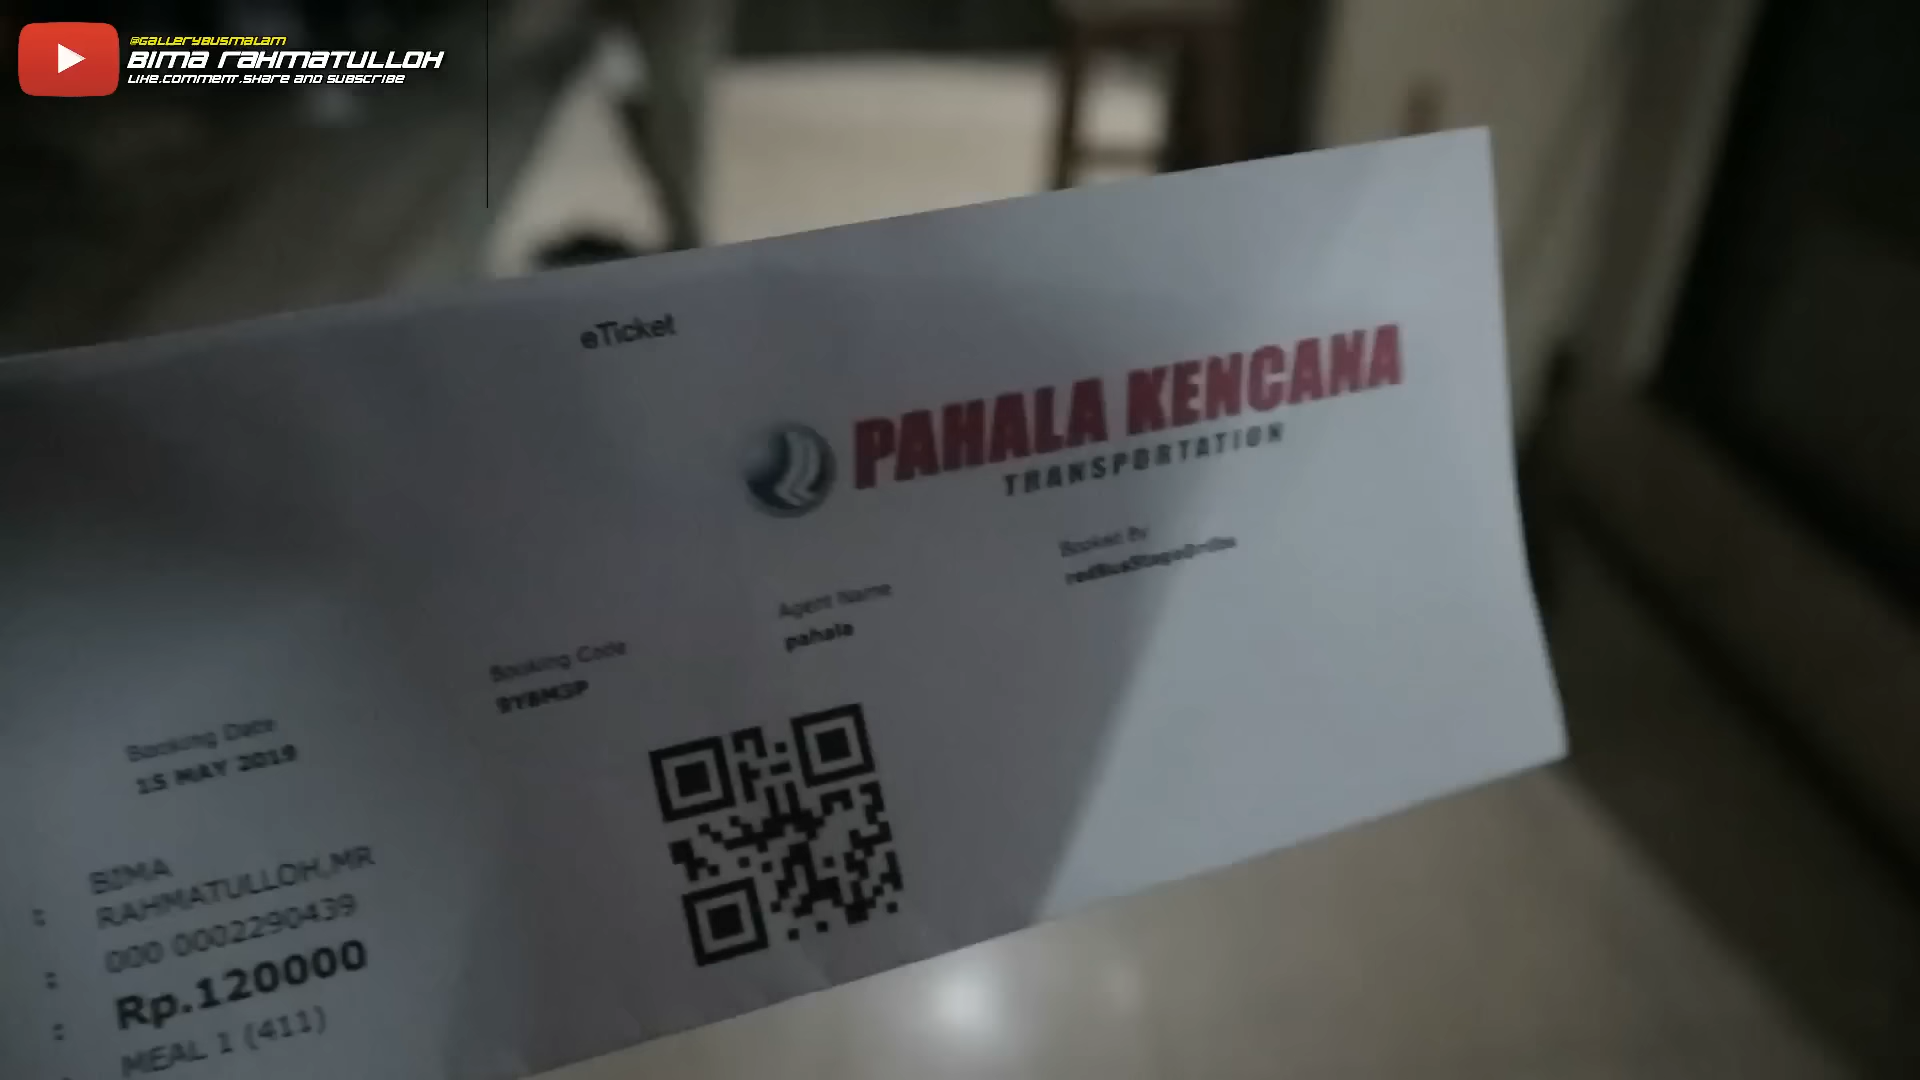 @GALLERYBUSMALAM
BIMA RAHMATULLOH
LIKE,COMMENT,SHARE AND SUBSCRIBE
eTicket
PAHALA KENCANA
TRANSPORTATION
Booked By
Agent Name
pahala
Booking Code
9Y8M3P
Booking Date
15 MAY 2019
: BIMA
RAHMATULLOH,MR
: 000 0002290439
: Rp.120000
: MEAL 1 (411)